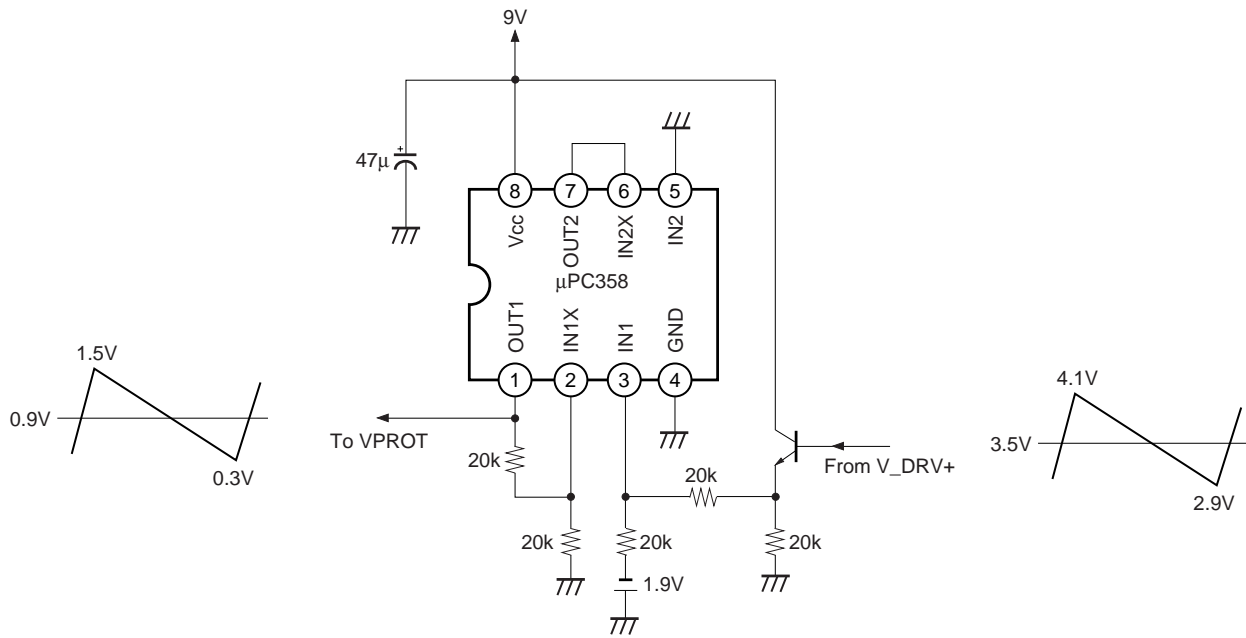 9V
47µ
+
8 7 6 5
Vcc OUT2 IN2X IN2
µPC358
OUT1 IN1X IN1 GND
1 2 3 4
1.5V
0.9V
0.3V
To VPROT
20k
20k
20k
20k
1.9V
20k
From V_DRV+
4.1V
3.5V
2.9V